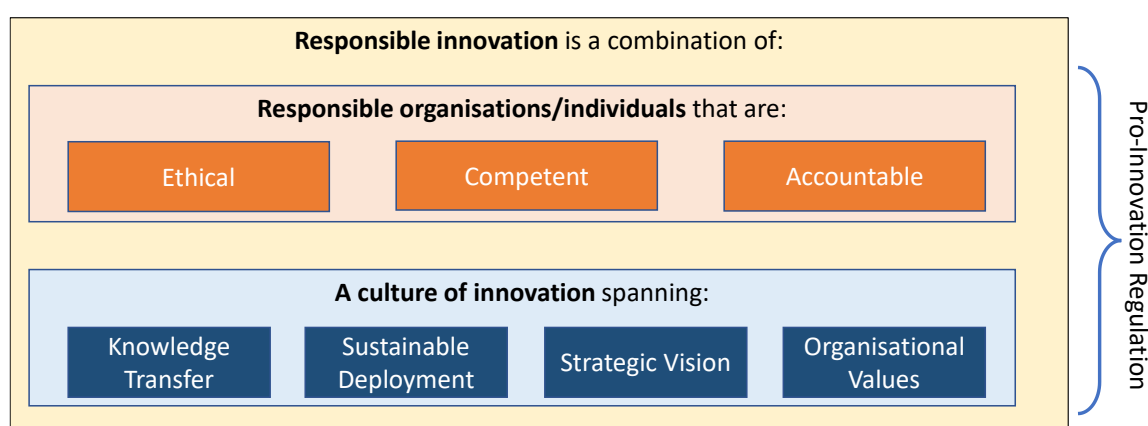 Responsible innovation is a combination of:
Responsible organisations/individuals that are:
Ethical
Competent
Accountable
A culture of innovation spanning:
Knowledge
Transfer
Sustainable
Deployment
Strategic Vision
Organisational
Values
Pro-Innovation Regulation